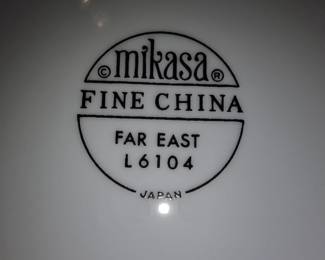 © mikasa ®
FINE CHINA
FAR EAST
L6104
JAPAN